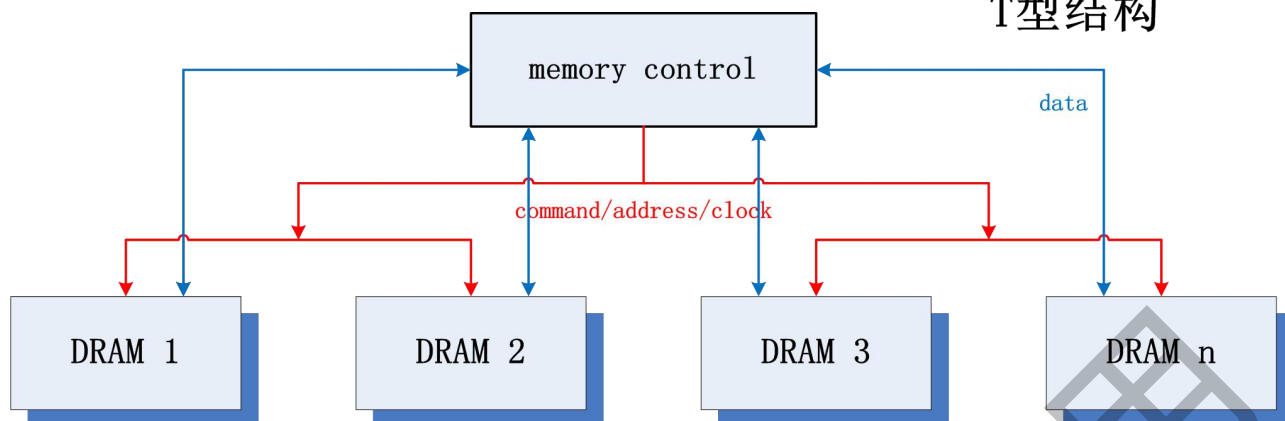 T型结构
memory control
data
command/address/clock
DRAM 1
DRAM 2
DRAM 3
DRAM n